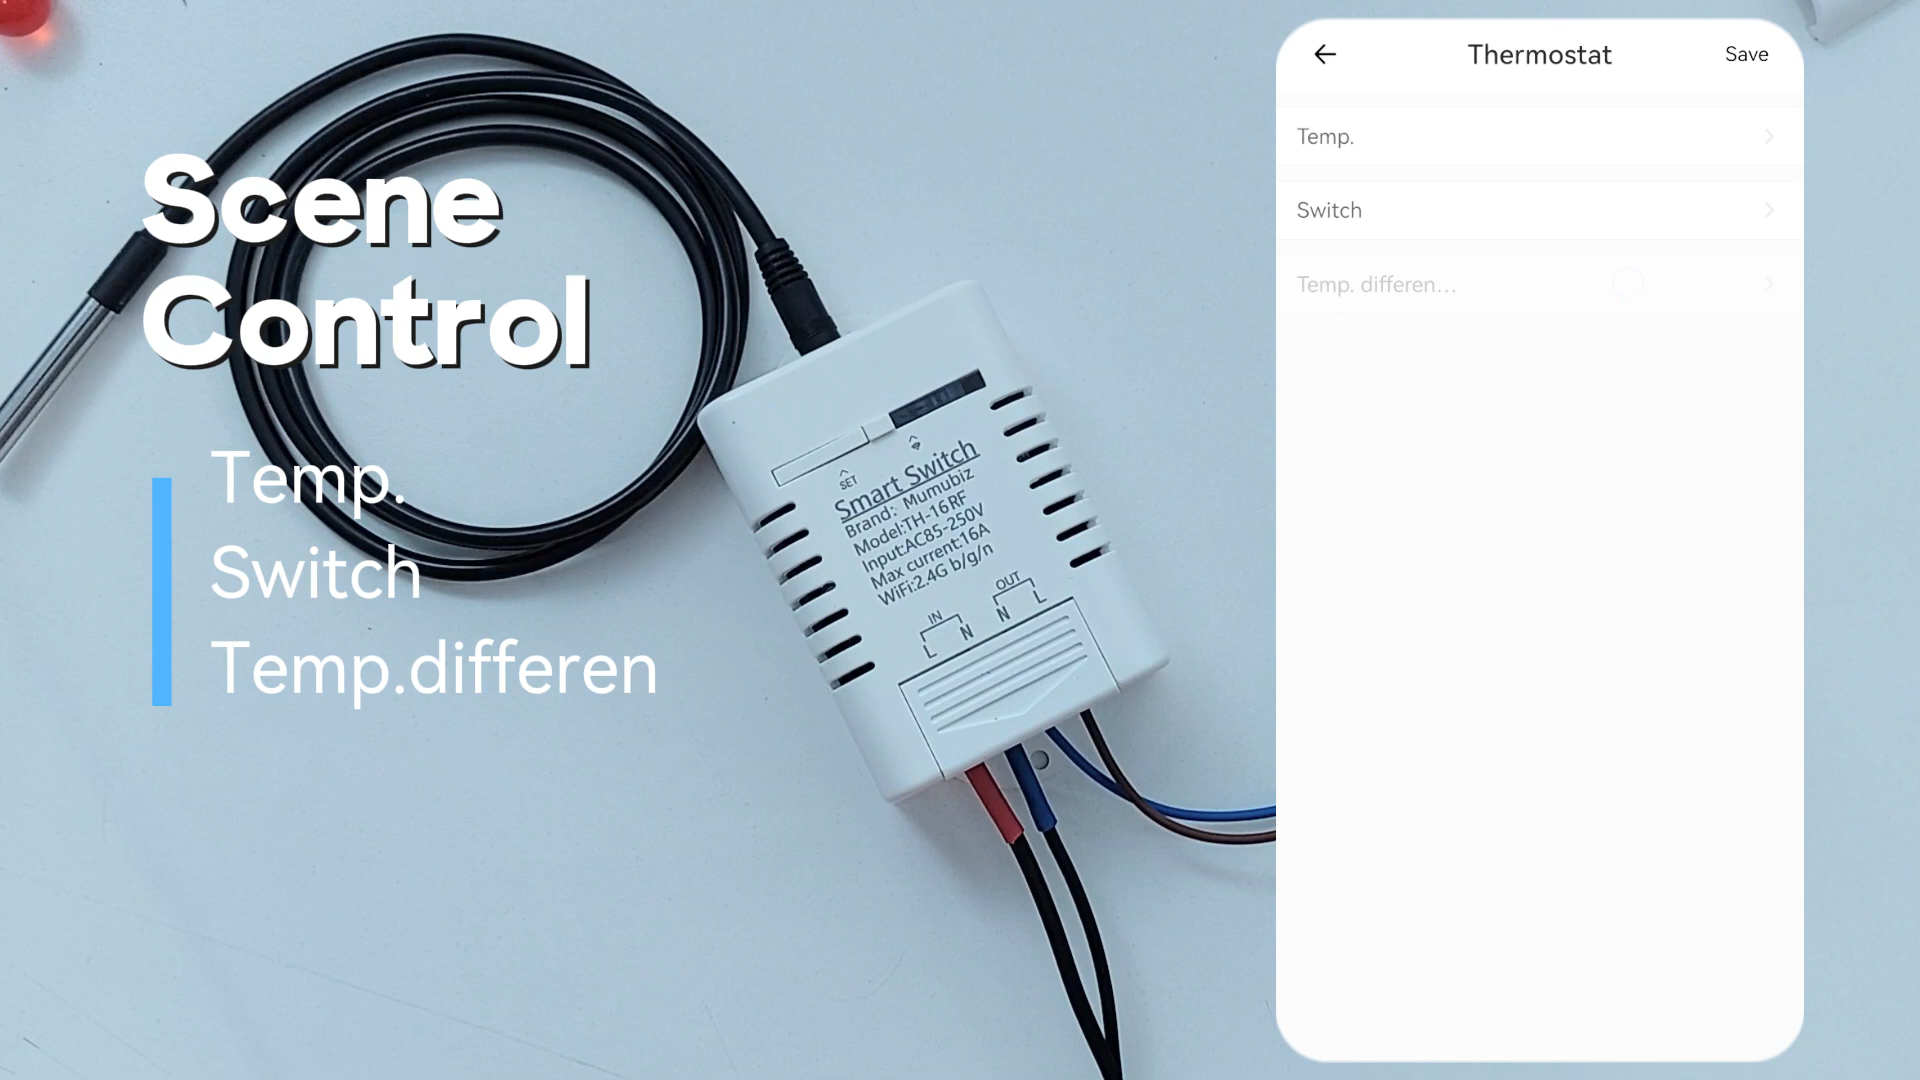 Scene
Control
Temp.
Switch
Temp.differen
SET
Smart Switch
Brand: Mumubiz
Model:TH-16RF
Input:AC85-250V
Max current:16A
WiFi:2.4G b/g/n
IN
OUT
L
N
N
L
Thermostat
Save
Temp.
Switch
Temp. differen...